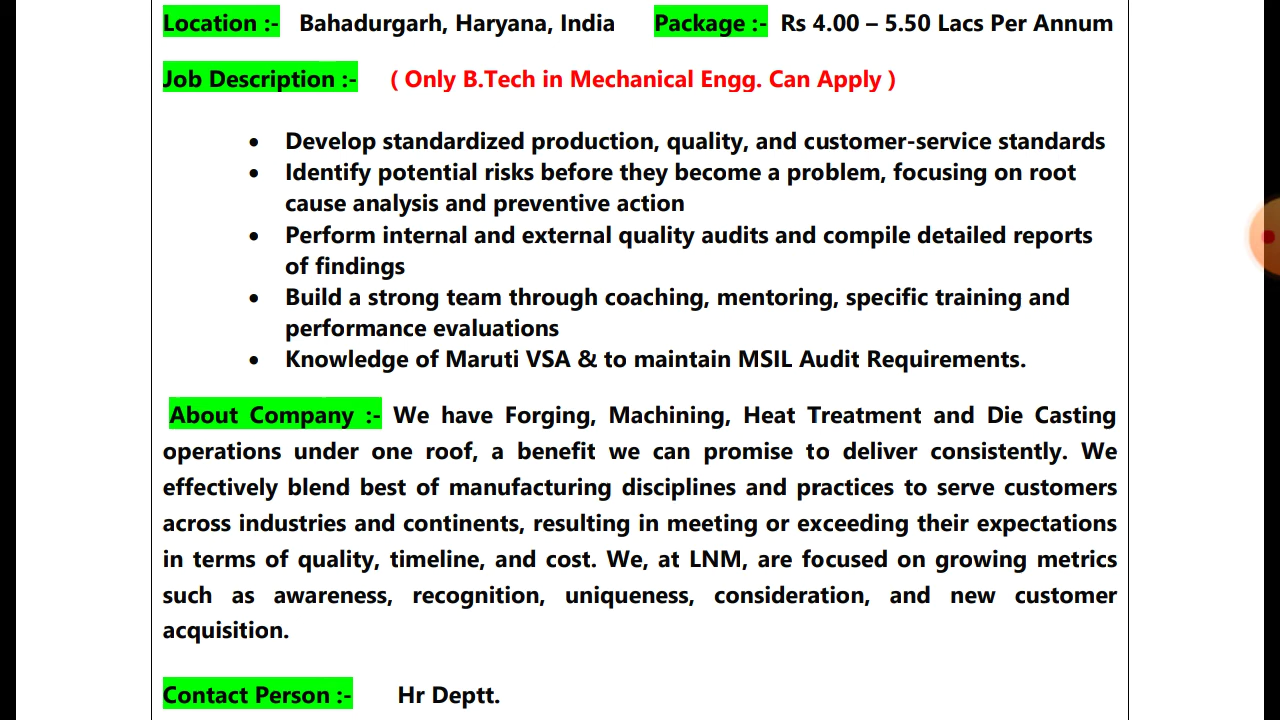 Location :- Bahadurgarh, Haryana, India Package :- Rs 4.00 – 5.50 Lacs Per Annum
Job Description :- ( Only B.Tech in Mechanical Engg. Can Apply )
• Develop standardized production, quality, and customer-service standards
• Identify potential risks before they become a problem, focusing on root
cause analysis and preventive action
• Perform internal and external quality audits and compile detailed reports
of findings
• Build a strong team through coaching, mentoring, specific training and
performance evaluations
• Knowledge of Maruti VSA & to maintain MSIL Audit Requirements.
About Company :- We have Forging, Machining, Heat Treatment and Die Casting
operations under one roof, a benefit we can promise to deliver consistently. We
effectively blend best of manufacturing disciplines and practices to serve customers
across industries and continents, resulting in meeting or exceeding their expectations
in terms of quality, timeline, and cost. We, at LNM, are focused on growing metrics
such as awareness, recognition, uniqueness, consideration, and new customer
acquisition.
Contact Person :- Hr Deptt.